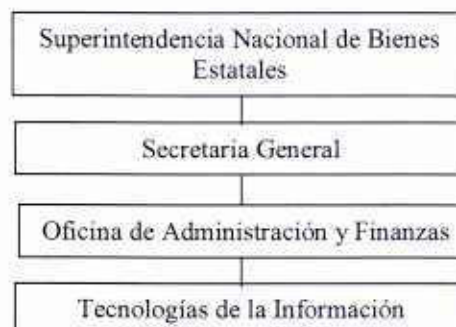 Superintendencia Nacional de Bienes
Estatales
Secretaria General
Oficina de Administración y Finanzas
Tecnologías de la Información